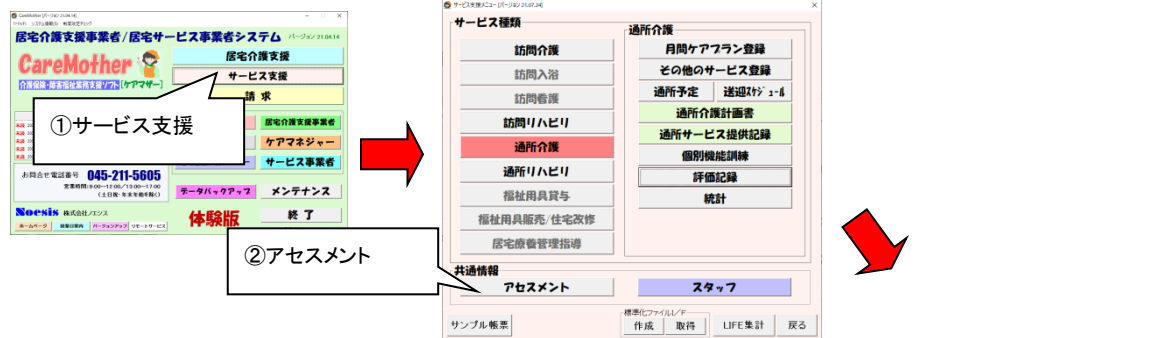 CareMother [バージョン 21.04.14]
居宅介護支援事業者/居宅サービス事業者システム バージョン 21.04.14
CareMother
介護保険・障害福祉業務支援ソフト [ケアマザー]
居宅介護支援
サービス支援
請 求
①サービス支援
居宅介護支援事業者
ケアマネジャー
サービス事業者
お問合せ電話番号 045-211-5605
営業時間:9:00~12:00/13:00~17:00
(土日祝・年末年始を除く)
データバックアップ
メンテナンス
Noesis 株式会社ノエシス
体験版
終 了
ホームページ 営業日案内 バージョンアップ リモートサービス
②アセスメント
サービス支援メニュー [バージョン 21.07.24]
サービス種類
訪問介護
訪問入浴
訪問看護
訪問リハビリ
通所介護
通所リハビリ
福祉用具貸与
福祉用具販売/住宅改修
居宅療養管理指導
通所介護
月間ケアプラン登録
その他のサービス登録
通所予定 送迎スケジュール
通所介護計画書
通所サービス提供記録
個別機能訓練
評価
記録
統計
共通情報
アセスメント
スタッフ
サンプル帳票
標準化ファイルI/F
作成 取得
LIFE集計
戻る